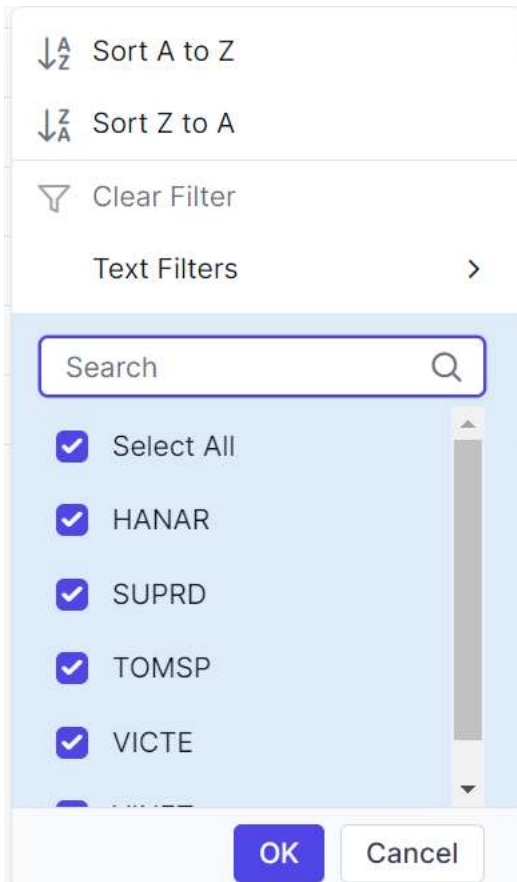 Sort A to Z
Sort Z to A
Clear Filter
Text Filters
Search
Select All
HANAR
SUPRD
TOMSP
VICTE
OK Cancel